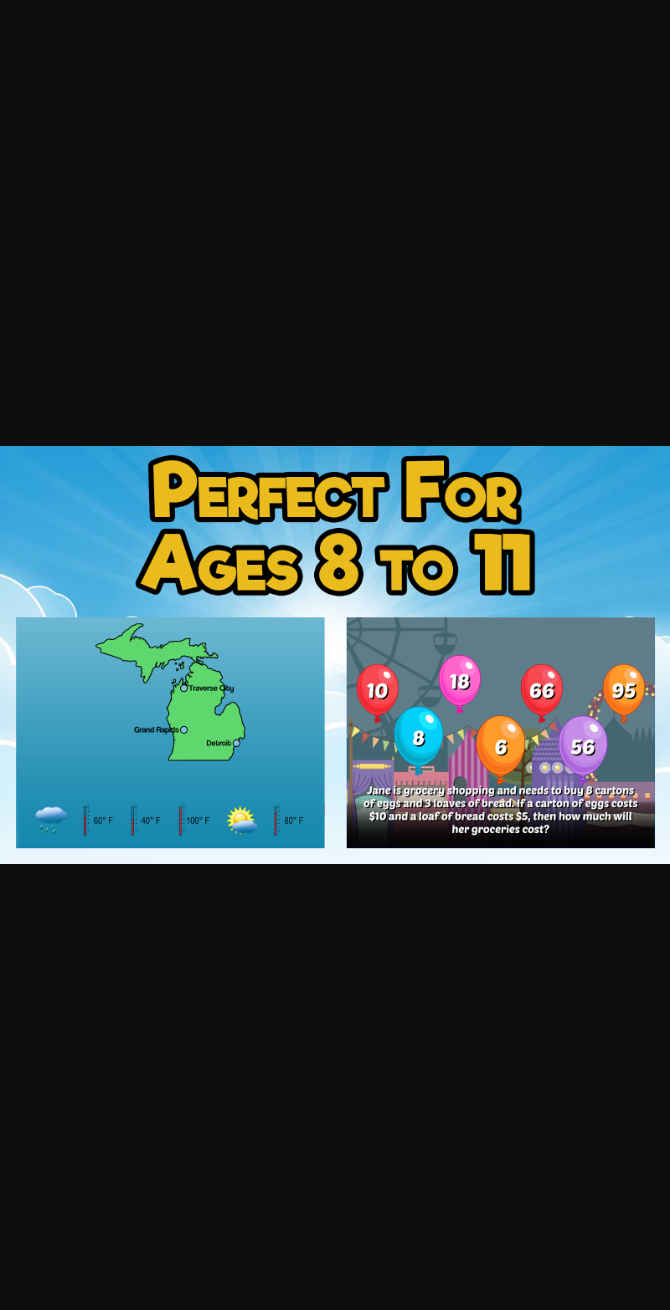 Perfect For
Ages 8 to 11
Traverse City
Grand Rapids
Detroit
60° F
40° F
100° F
80° F
10
18
66
95
8
6
56
Jane is grocery shopping and needs to buy 8 cartons
of eggs and 3 loaves of bread. If a carton of eggs costs
$10 and a loaf of bread costs $5, then how much will
her groceries cost?